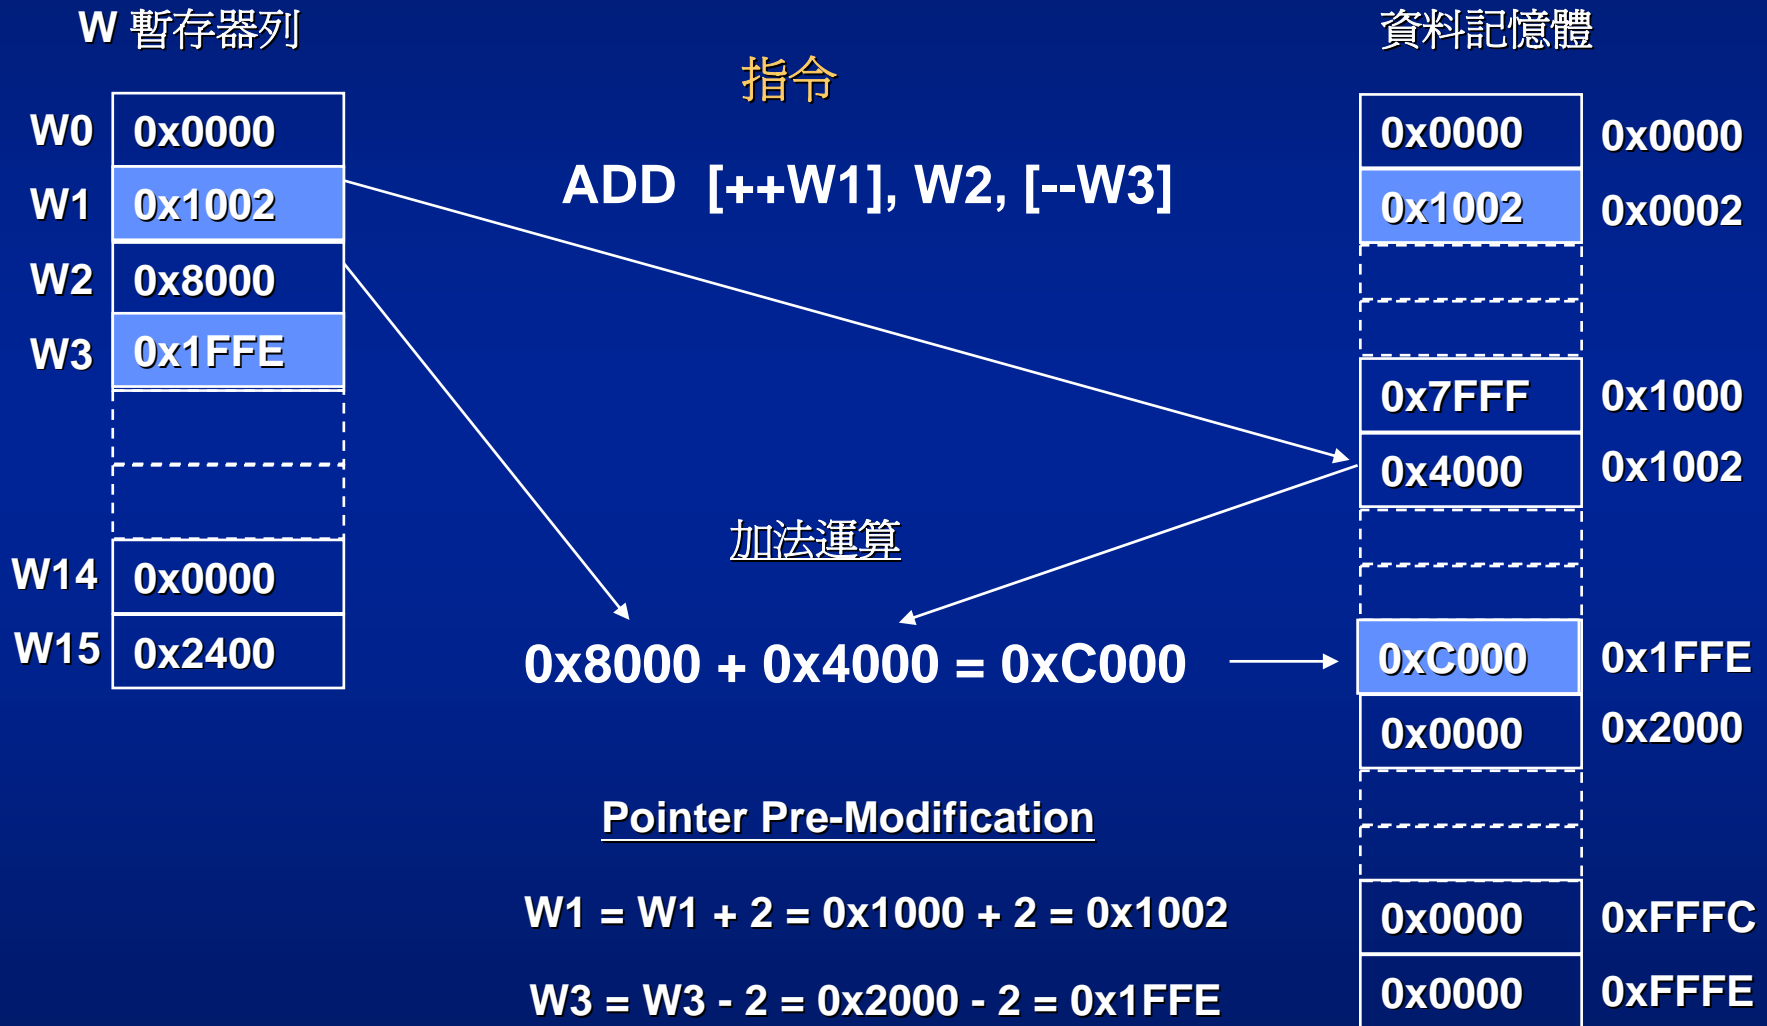 W 暫存器列
資料記憶體
指令
W0 0x0000
W1 0x1002
W2 0x8000
W3 0x1FFE
W14 0x0000
W15 0x2400
ADD [++W1], W2, [--W3]
加法運算
0x8000 + 0x4000 = 0xC000
Pointer Pre-Modification
W1 = W1 + 2 = 0x1000 + 2 = 0x1002
W3 = W3 - 2 = 0x2000 - 2 = 0x1FFE
0x0000 0x0000
0x1002 0x0002
0x7FFF 0x1000
0x4000 0x1002
0xC000 0x1FFE
0x0000 0x2000
0x0000 0xFFFC
0x0000 0xFFFE